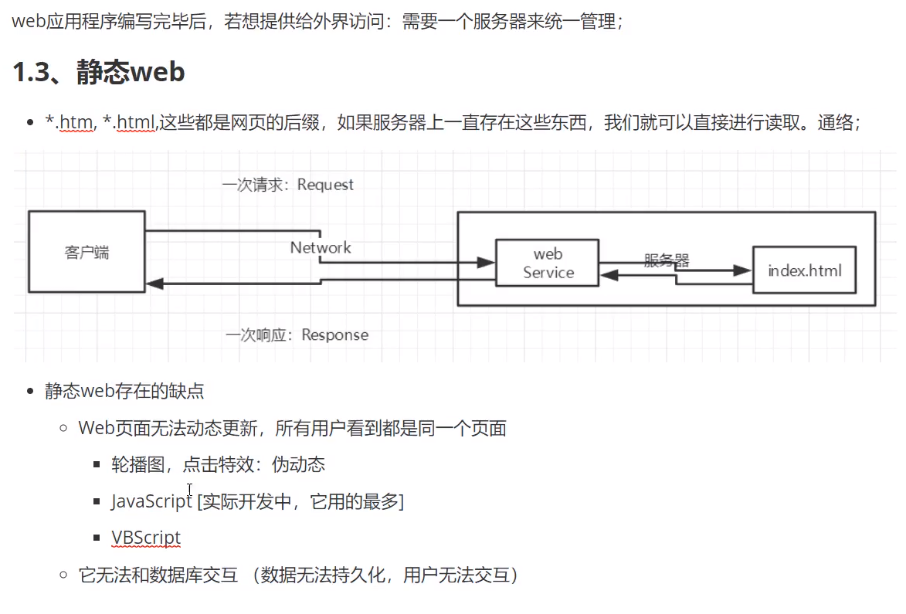 web应用程序编写完毕后，若想提供给外界访问：需要一个服务器来统一管理；
1.3、静态web
*.htm, *.html,这些都是网页的后缀，如果服务器上一直存在这些东西，我们就可以直接进行读取。通络；
一次请求：Request
客户端
Network
web
Service
服务器
index.html
一次响应：Response
静态web存在的缺点
Web页面无法动态更新，所有用户看到都是同一个页面
轮播图，点击特效：伪动态
JavaScript [实际开发中，它用的最多]
VBScript
它无法和数据库交互 （数据无法持久化，用户无法交互）